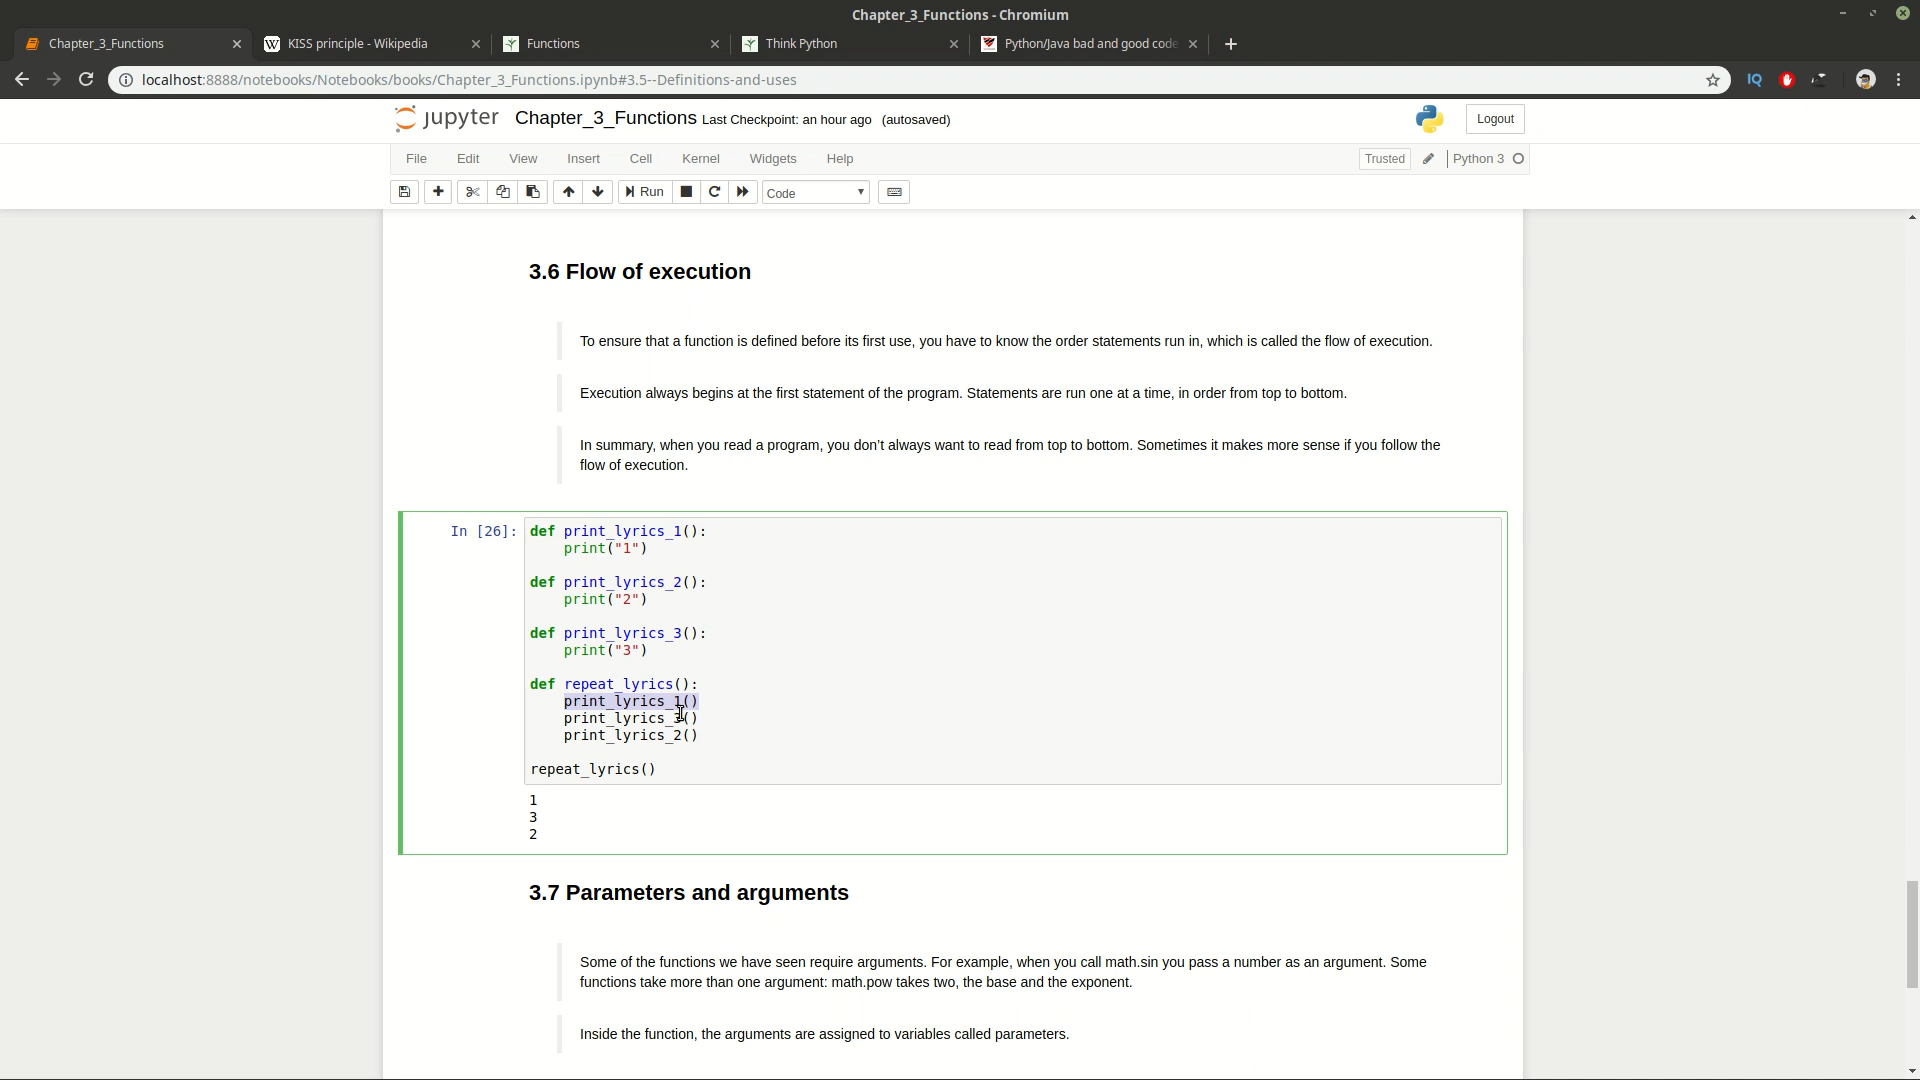 Chapter_3_Functions - Chromium
Chapter_3_Functions
KISS principle - Wikipedia
Functions
Think Python
Python/Java bad and good code
localhost:8888/notebooks/Notebooks/books/Chapter_3_Functions.ipynb#3.5--Definitions-and-uses
IQ
jupyter Chapter_3_Functions Last Checkpoint: an hour ago (autosaved)
Logout
File Edit View Insert Cell Kernel Widgets Help
Trusted Python 3
Run Code
3.6 Flow of execution
To ensure that a function is defined before its first use, you have to know the order statements run in, which is called the flow of execution.
Execution always begins at the first statement of the program. Statements are run one at a time, in order from top to bottom.
In summary, when you read a program, you don’t always want to read from top to bottom. Sometimes it makes more sense if you follow the
flow of execution.
In [26]: def print_lyrics_1():
    print("1")
def print_lyrics_2():
    print("2")
def print_lyrics_3():
    print("3")
def repeat_lyrics():
    print_lyrics_1()
    print_lyrics_3()
    print_lyrics_2()
repeat_lyrics()
1
3
2
3.7 Parameters and arguments
Some of the functions we have seen require arguments. For example, when you call math.sin you pass a number as an argument. Some
functions take more than one argument: math.pow takes two, the base and the exponent.
Inside the function, the arguments are assigned to variables called parameters.